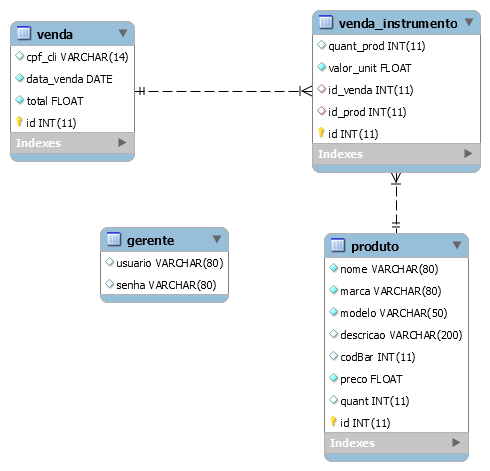 venda
cpf_cli VARCHAR(14)
data_venda DATE
total FLOAT
id INT(11)
Indexes
venda_instrumento
quant_prod INT(11)
valor_unit FLOAT
id_venda INT(11)
id_prod INT(11)
id INT(11)
Indexes
gerente
usuario VARCHAR(80)
senha VARCHAR(80)
produto
nome VARCHAR(80)
marca VARCHAR(80)
modelo VARCHAR(50)
descricao VARCHAR(200)
codBar INT(11)
preco FLOAT
quant INT(11)
id INT(11)
Indexes